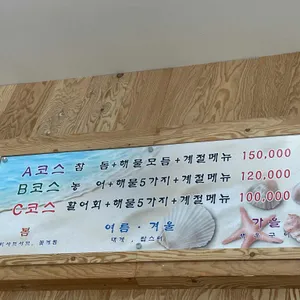 A코스 참 돔+해물모듬+계절메뉴 150,000
B코스 농 어+해물5가지+계절메뉴 120,000
C코스 활어회+해물5가지+계절메뉴 100,000
봄 여름·겨울 가을